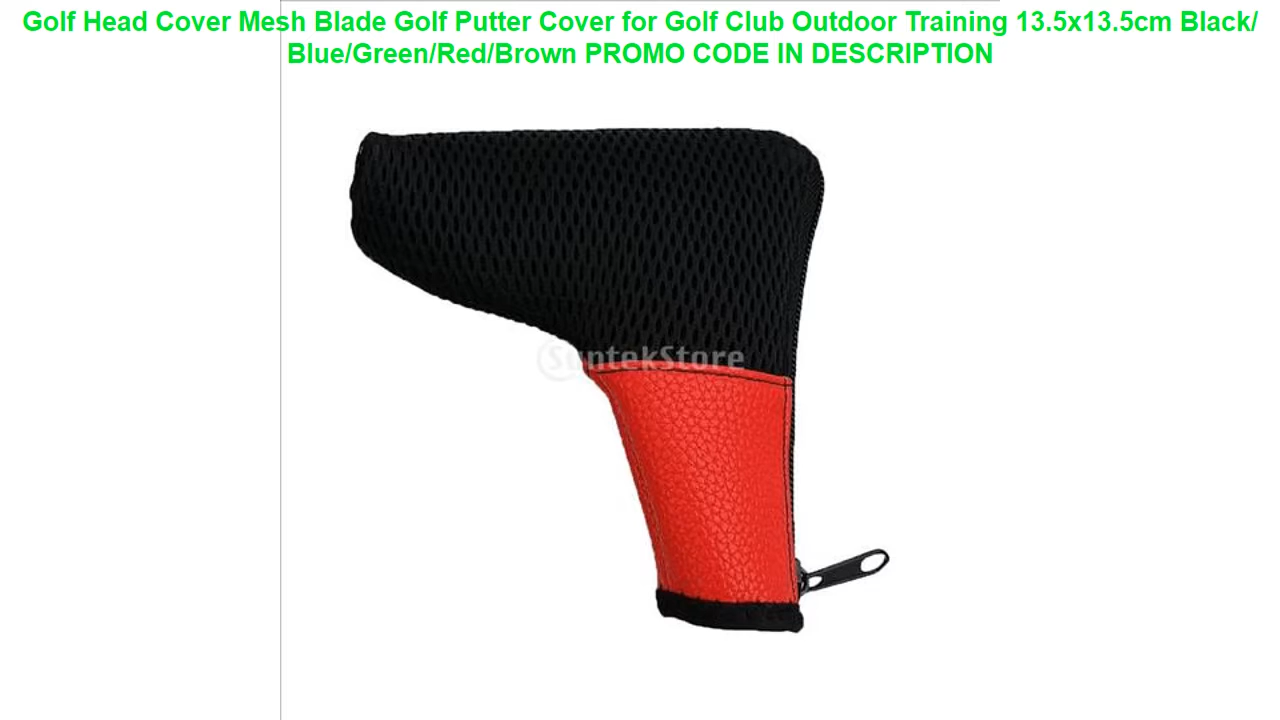 Golf Head Cover Mesh Blade Golf Putter Cover for Golf Club Outdoor Training 13.5x13.5cm Black/
Blue/Green/Red/Brown PROMO CODE IN DESCRIPTION
SuntekStore